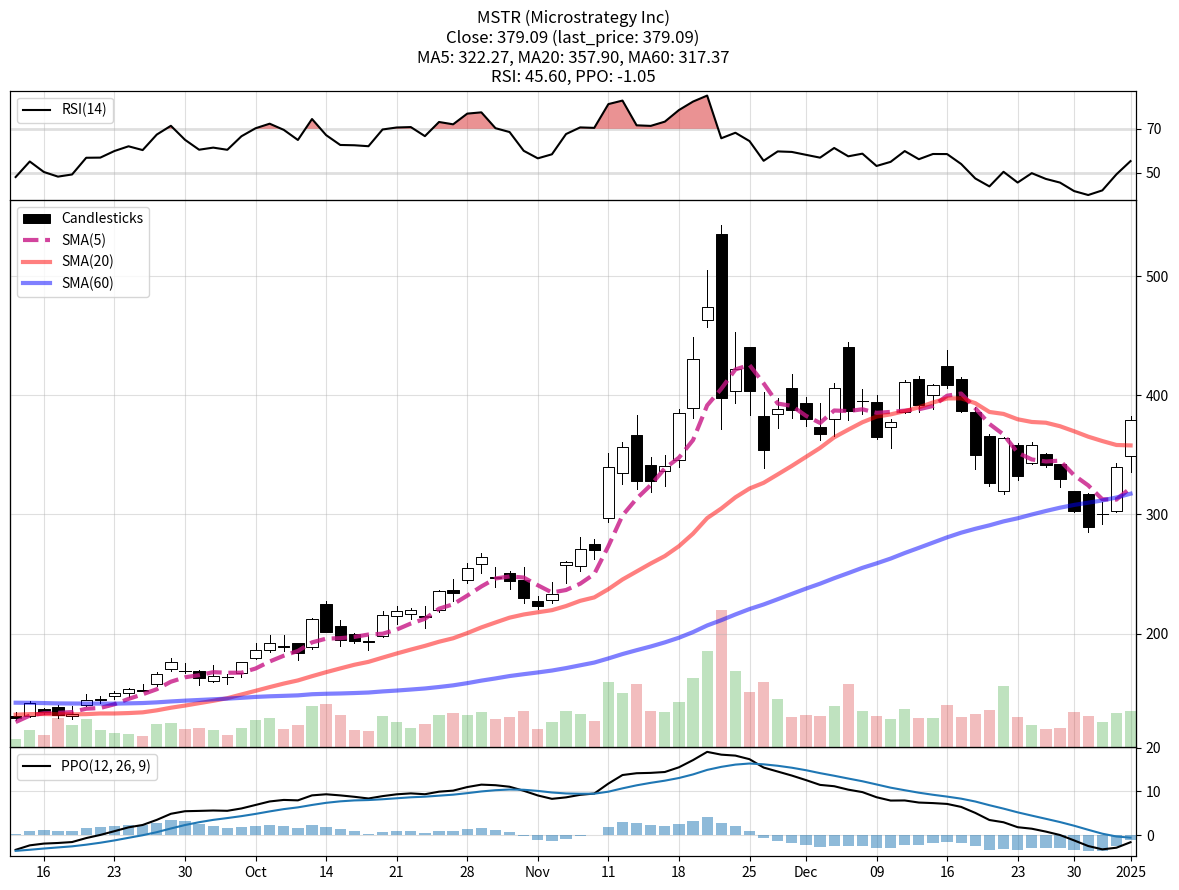 MSTR (Microstrategy Inc)
Close: 379.09 (last_price: 379.09)
MA5: 322.27, MA20: 357.90, MA60: 317.37
RSI: 45.60, PPO: -1.05
RSI(14)
70
50
Candlesticks
SMA(5)
SMA(20)
SMA(60)
500
400
300
200
PPO(12, 26, 9)
20
10
0
16 23 30 Oct 14 21 28 Nov 11 18 25 Dec 09 16 23 30 2025